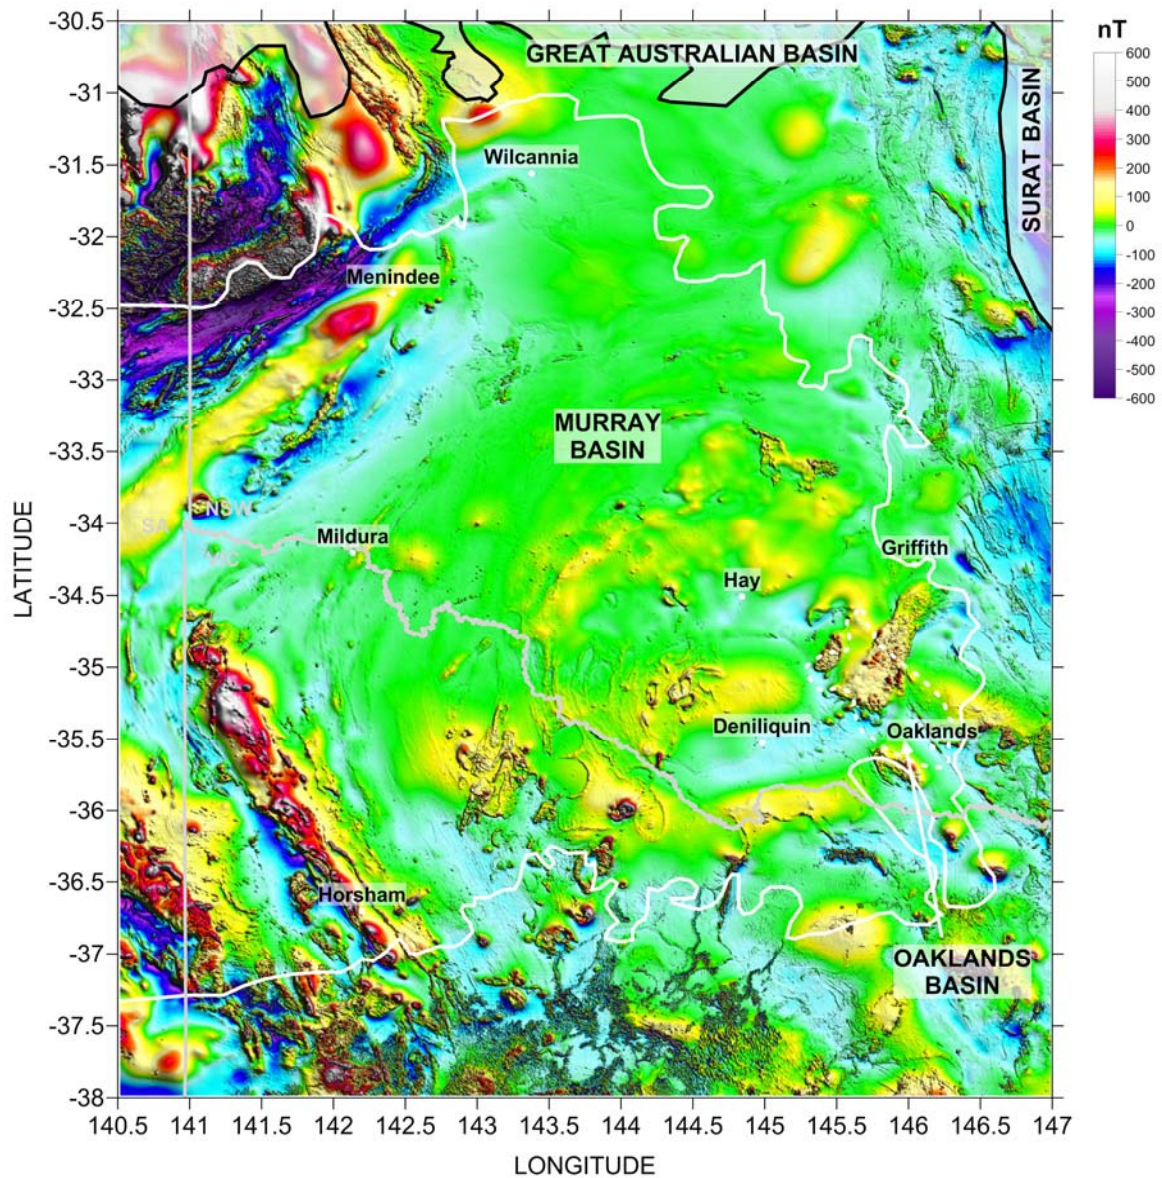 -30.5
-31
-31.5
-32
-32.5
-33
-33.5
-34
-34.5
-35
-35.5
-36
-36.5
-37
-37.5
-38
LATITUDE
140.5 141 141.5 142 142.5 143 143.5 144 144.5 145 145.5 146 146.5 147
LONGITUDE
GREAT AUSTRALIAN BASIN
SURAT BASIN
Wilcannia
Menindee
MURRAY
BASIN
SA
NSW
VIC
Mildura
Griffith
Hay
Deniliquin
Oaklands
Horsham
OAKLANDS
BASIN
nT
600
500
400
300
200
100
0
-100
-200
-300
-400
-500
-600